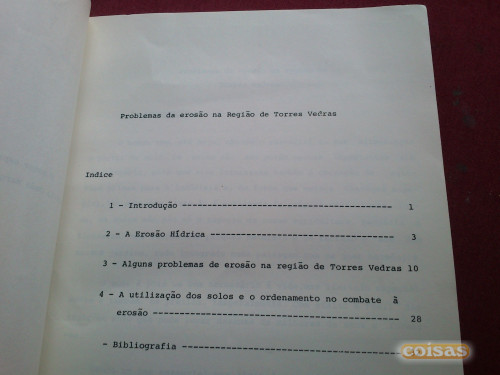 Problemas da erosão na Região de Torres Vedras
Indice
1 - Introdução ------------------------------------------ 1
2 - A Erosão Hídrica ------------------------------------- 3
3 - Alguns problemas de erosão na região de Torres Vedras 10
4 - A utilização dos solos e o ordenamento no combate à
erosão -------------------------------------------------- 28
- Bibliografia --------------------------------------------
coisas